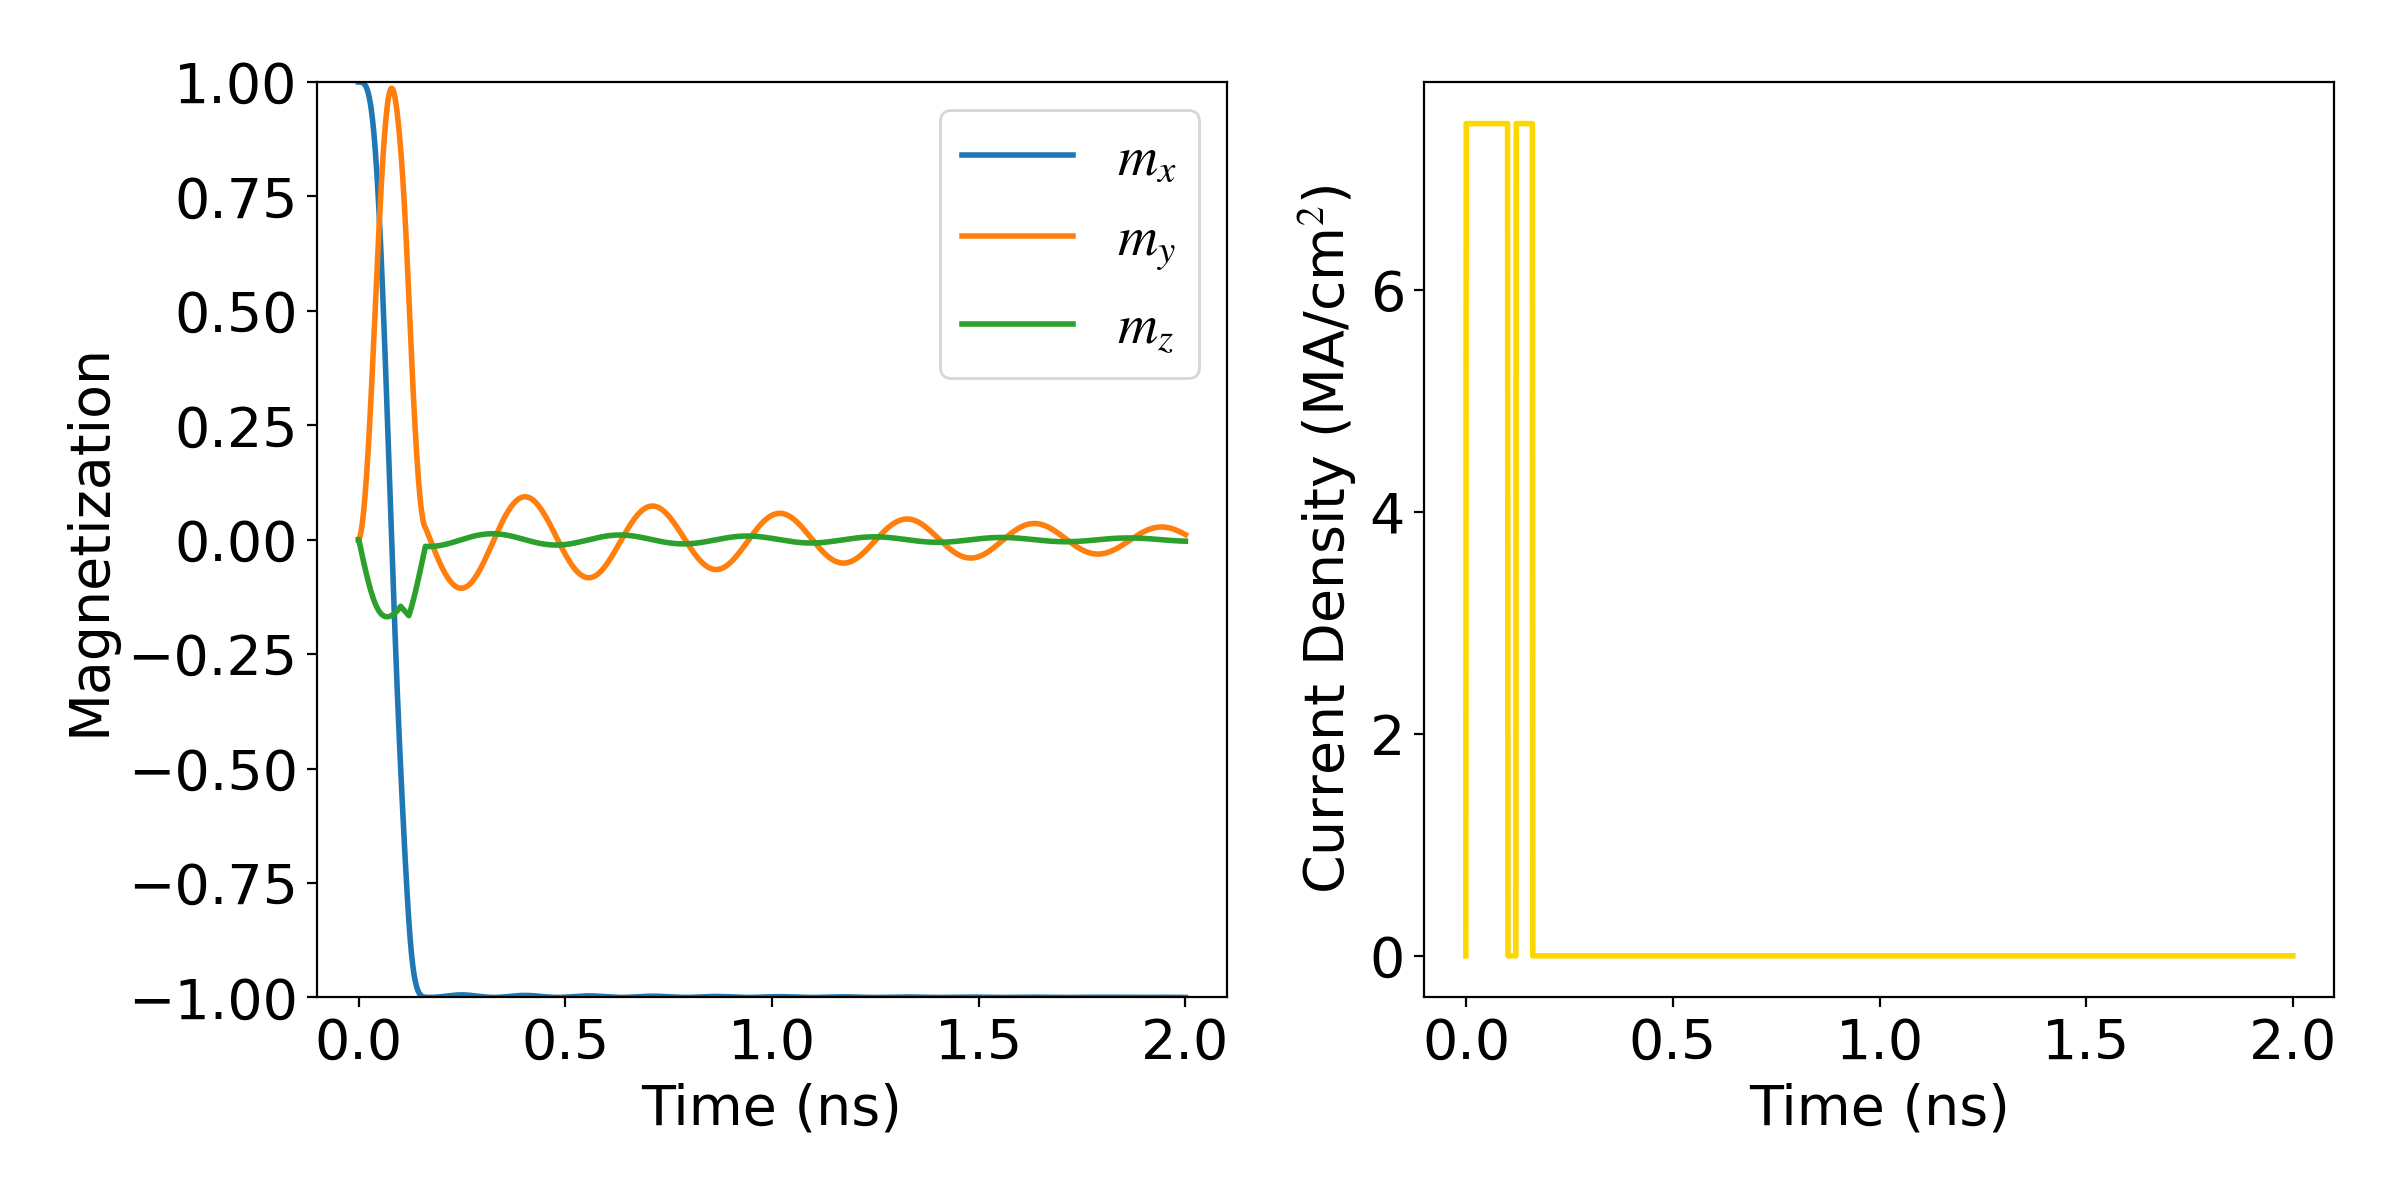 Magnetization
1.00
0.75
0.50
0.25
0.00
−0.25
−0.50
−0.75
−1.00
0.0 0.5 1.0 1.5 2.0
Time (ns)
m_x
m_y
m_z
Current Density (MA/cm²)
6
4
2
0
0.0 0.5 1.0 1.5 2.0
Time (ns)